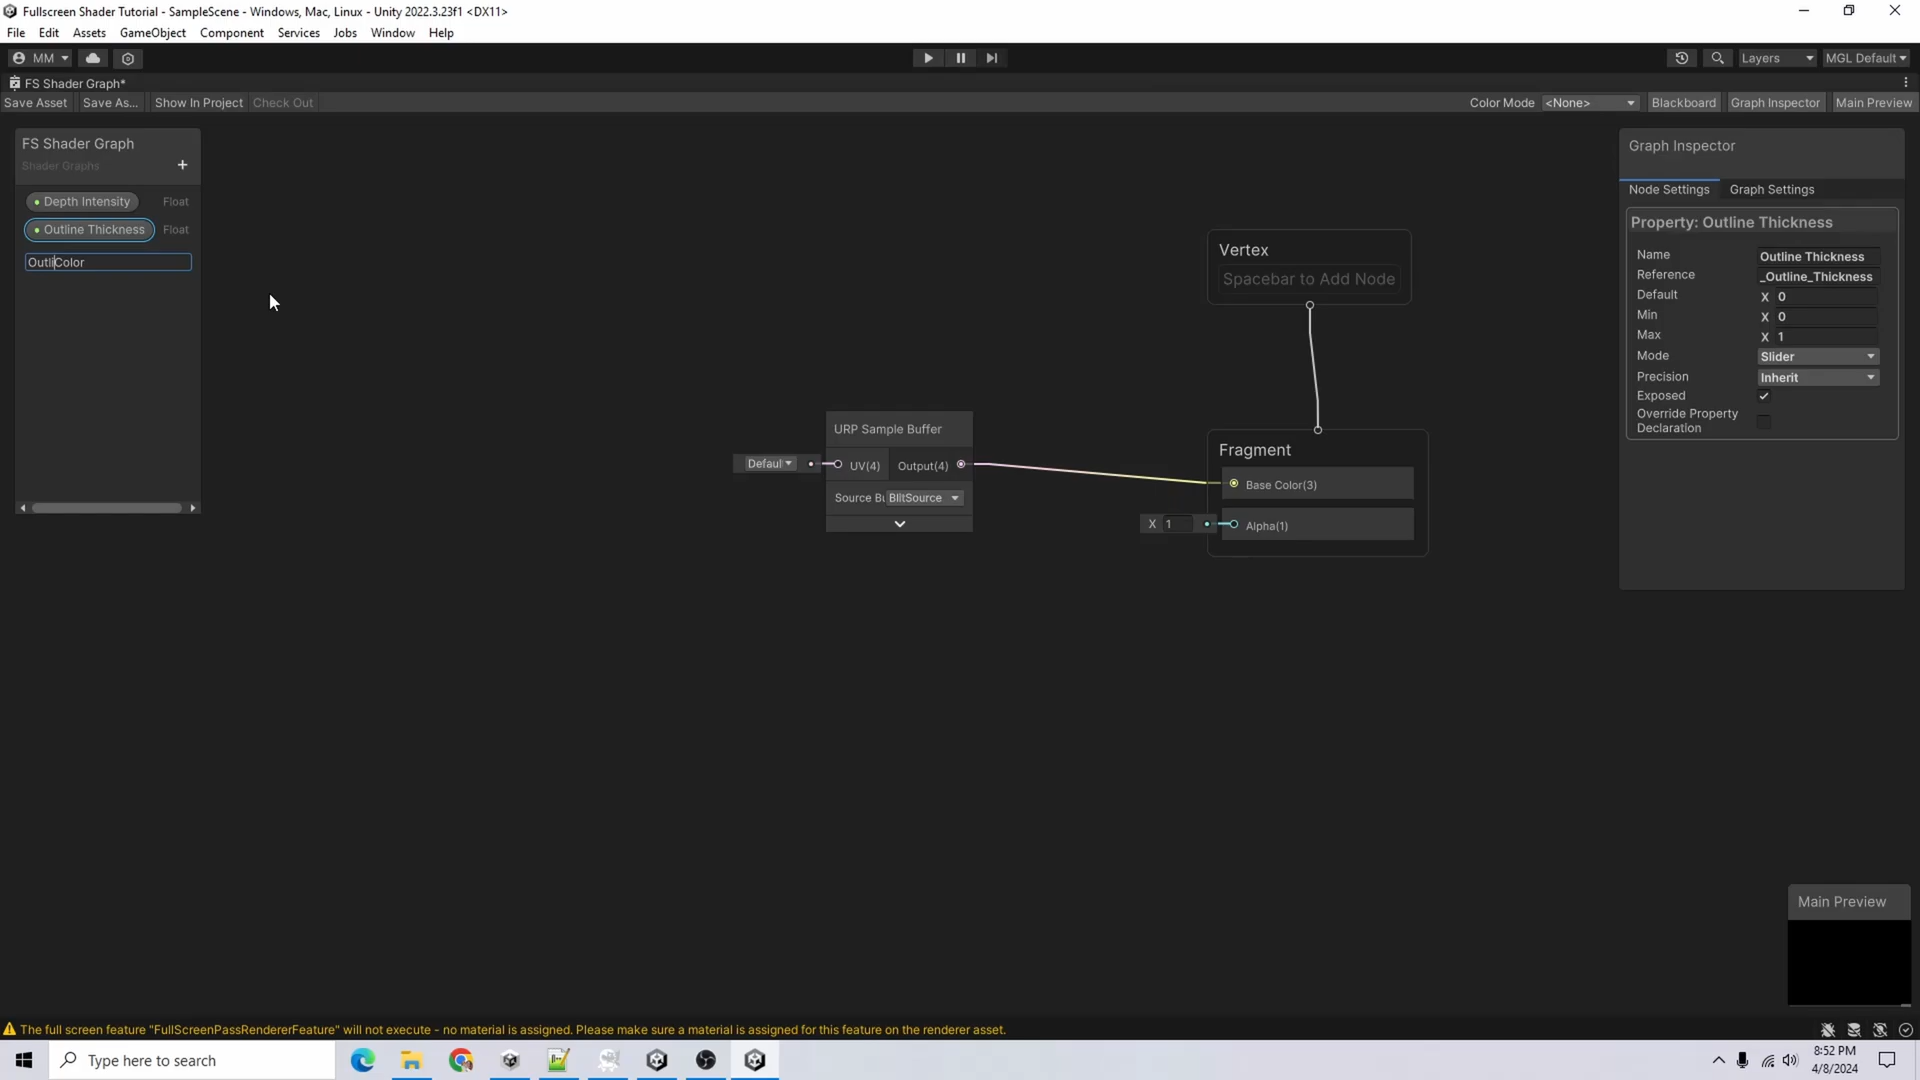 Fullscreen Shader Tutorial - SampleScene - Windows, Mac, Linux - Unity 2022.3.23f1 <DX11>
File Edit Assets GameObject Component Services Jobs Window Help
MM Layers MGL Default
FS Shader Graph*
Save Asset Save As... Show In Project Check Out Color Mode <None> Blackboard Graph Inspector Main Preview
FS Shader Graph
Shader Graphs
+
Depth Intensity Float
Outline Thickness Float
OutliColor
Vertex
Spacebar to Add Node
URP Sample Buffer
Defaul UV(4) Output(4)
Source Bu BlitSource
Fragment
Base Color(3)
X 1 Alpha(1)
Graph Inspector
Node Settings Graph Settings
Property: Outline Thickness
Name Outline Thickness
Reference _Outline_Thickness
Default X 0
Min X 0
Max X 1
Mode Slider
Precision Inherit
Exposed
Override Property
Declaration
Main Preview
The full screen feature "FullScreenPassRendererFeature" will not execute - no material is assigned. Please make sure a material is assigned for this feature on the renderer asset.
Type here to search
8:52 PM
4/8/2024